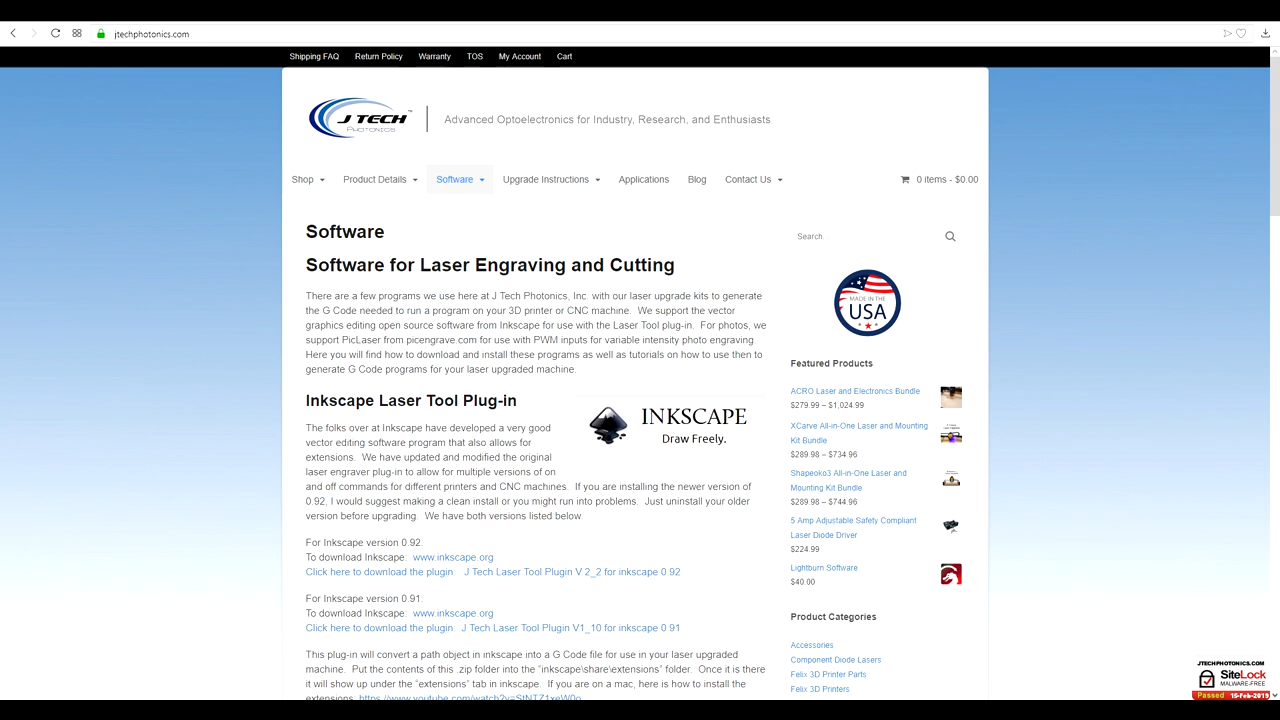 jtechphotonics.com
Shipping FAQ Return Policy Warranty TOS My Account Cart
J TECH
PHOTONICS
™
Advanced Optoelectronics for Industry, Research, and Enthusiasts
Shop Product Details Software Upgrade Instructions Applications Blog Contact Us 0 items - $0.00
Software
Software for Laser Engraving and Cutting
There are a few programs we use here at J Tech Photonics, Inc. with our laser upgrade kits to generate
the G Code needed to run a program on your 3D printer or CNC machine. We support the vector
graphics editing open source software from Inkscape for use with the Laser Tool plug-in. For photos, we
support PicLaser from picengrave.com for use with PWM inputs for variable intensity photo engraving.
Here you will find how to download and install these programs as well as tutorials on how to use then to
generate G Code programs for your laser upgraded machine.
Inkscape Laser Tool Plug-in
INKSCAPE
Draw Freely.
The folks over at Inkscape have developed a very good
vector editing software program that also allows for
extensions. We have updated and modified the original
laser engraver plug-in to allow for multiple versions of on
and off commands for different printers and CNC machines. If you are installing the newer version of
0.92, I would suggest making a clean install or you might run into problems. Just uninstall your older
version before upgrading. We have both versions listed below.
For Inkscape version 0.92:
To download Inkscape: www.inkscape.org
Click here to download the plugin: J Tech Laser Tool Plugin V 2_2 for inkscape 0.92
For Inkscape version 0.91:
To download Inkscape: www.inkscape.org
Click here to download the plugin: J Tech Laser Tool Plugin V1_10 for inkscape 0.91
This plug-in will convert a path object in inkscape into a G Code file for use in your laser upgraded
machine. Put the contents of this .zip folder into the “inkscape\share\extensions” folder. Once it is there
it will show up under the “extensions” tab in inkscape. If you are on a mac, here is how to install the
extensions: https://www.youtube.com/watch?v=StNTZ1xeW0o
Search
MADE IN THE
USA
Featured Products
ACRO Laser and Electronics Bundle
$279.99 – $1,024.99
XCarve All-in-One Laser and Mounting
Kit Bundle
$289.98 – $734.96
Shapeoko3 All-in-One Laser and
Mounting Kit Bundle
$289.98 – $744.96
5 Amp Adjustable Safety Compliant
Laser Diode Driver
$224.99
Lightburn Software
$40.00
Product Categories
Accessories
Component Diode Lasers
Felix 3D Printer Parts
Felix 3D Printers
JTECHPHOTONICS.COM
SiteLock
MALWARE-FREE
Passed 15-Feb-2019